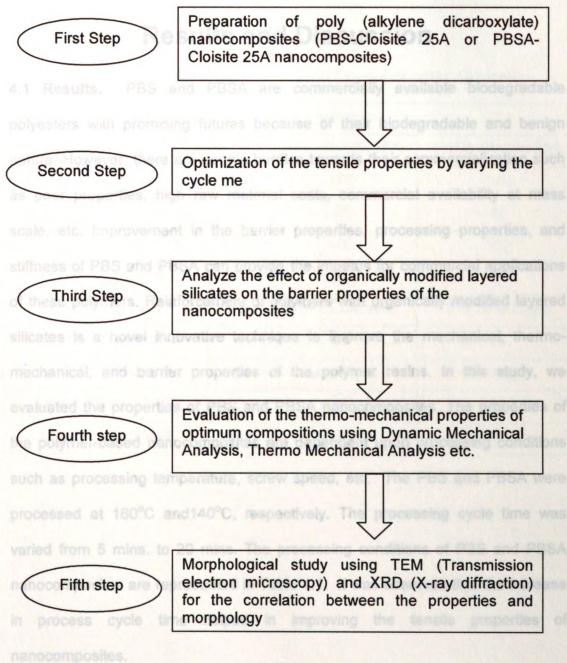 First Step
Preparation of poly (alkylene dicarboxylate)
nanocomposites (PBS-Cloisite 25A or PBSA-
Cloisite 25A nanocomposites)
4.1 Results. PBS and PBSA are commercially available biodegradable
polyesters with promising futures because of their biodegradable and benign
Second Step
Optimization of the tensile properties by varying the
cycle me
such
as poor properties, high raw material costs, commercial availability at mass
scale, etc. Improvement in the barrier properties, processing properties, and
stiffness of PBS and PBSA commercial applications
Third Step
Analyze the effect of organically modified layered
silicates on the barrier properties of the
nanocomposites
of these polymers. organically modified layered
silicates is a novel innovative technique to improve the mechanical, thermo-
mechanical, and barrier properties of the polymer resins. In this study, we
evaluated the properties of
Fourth step
Evaluation of the thermo-mechanical properties of
optimum compositions using Dynamic Mechanical
Analysis, Thermo Mechanical Analysis etc.
the polymer conditions
such as processing temperature, screw speed, etc. The PBS and PBSA were
processed at 160°C and140°C, respectively. The processing cycle time was
varied from 5 mins. to 20 mins. The processing conditions of PBS and PBSA
Fifth step
Morphological study using TEM (Transmission
electron microscopy) and XRD (X-ray diffraction)
for the correlation between the properties and
morphology
in process cycle time in improving the tensile properties of
nanocomposites.